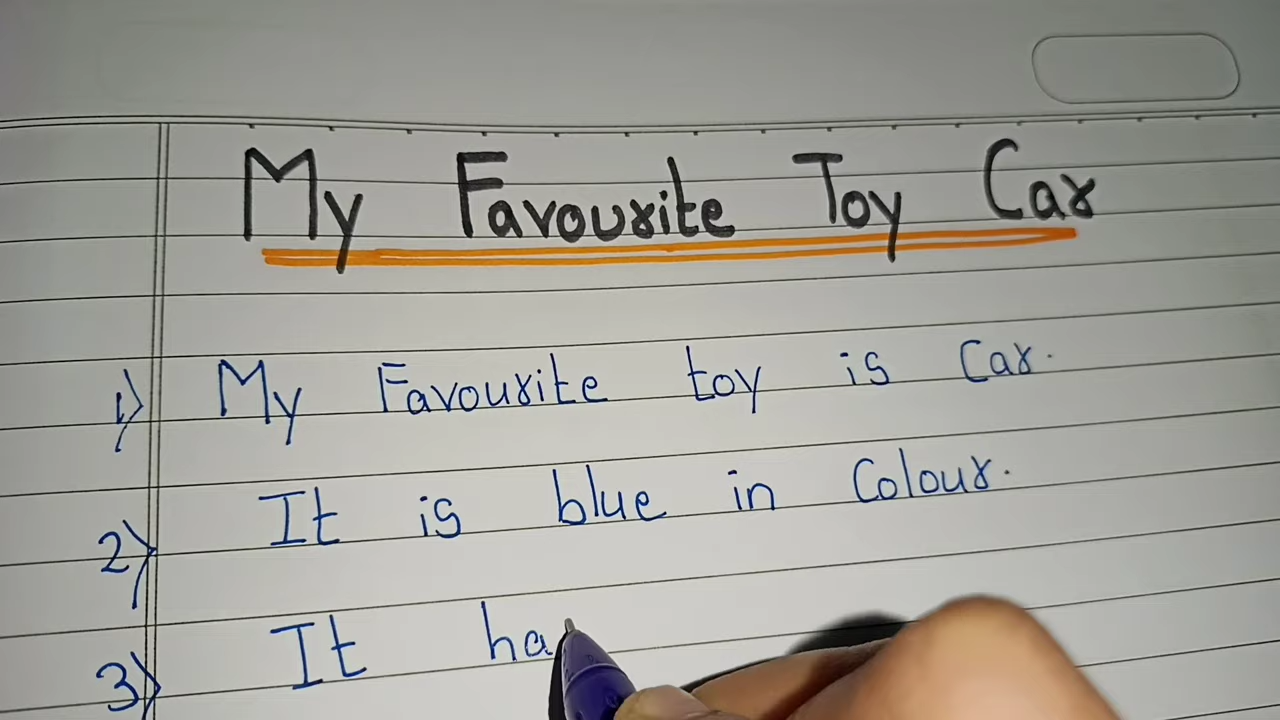 My Favourite Toy Car
1) My Favourite toy is Car.
2) It is blue in Colour.
3) It ha